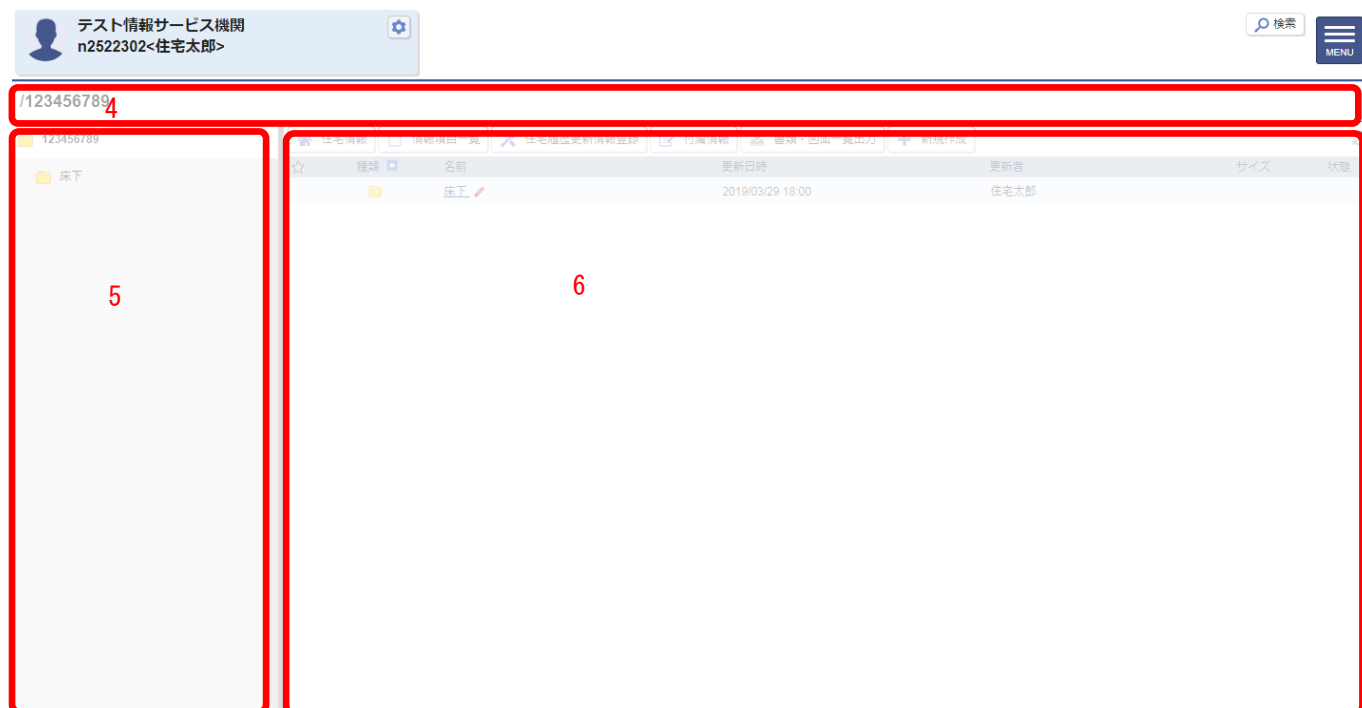 テスト情報サービス機関
n2522302<住宅太郎>
検索
MENU
/123456789
4
123456789
床下
5
住宅情報 情報項目一覧 住宅履歴更新情報登録 付属情報 書類・図面一覧出力 新規作成
種類 名前 更新日時 更新者 サイズ 状態
床下 2019/03/29 18:00 住宅太郎
6